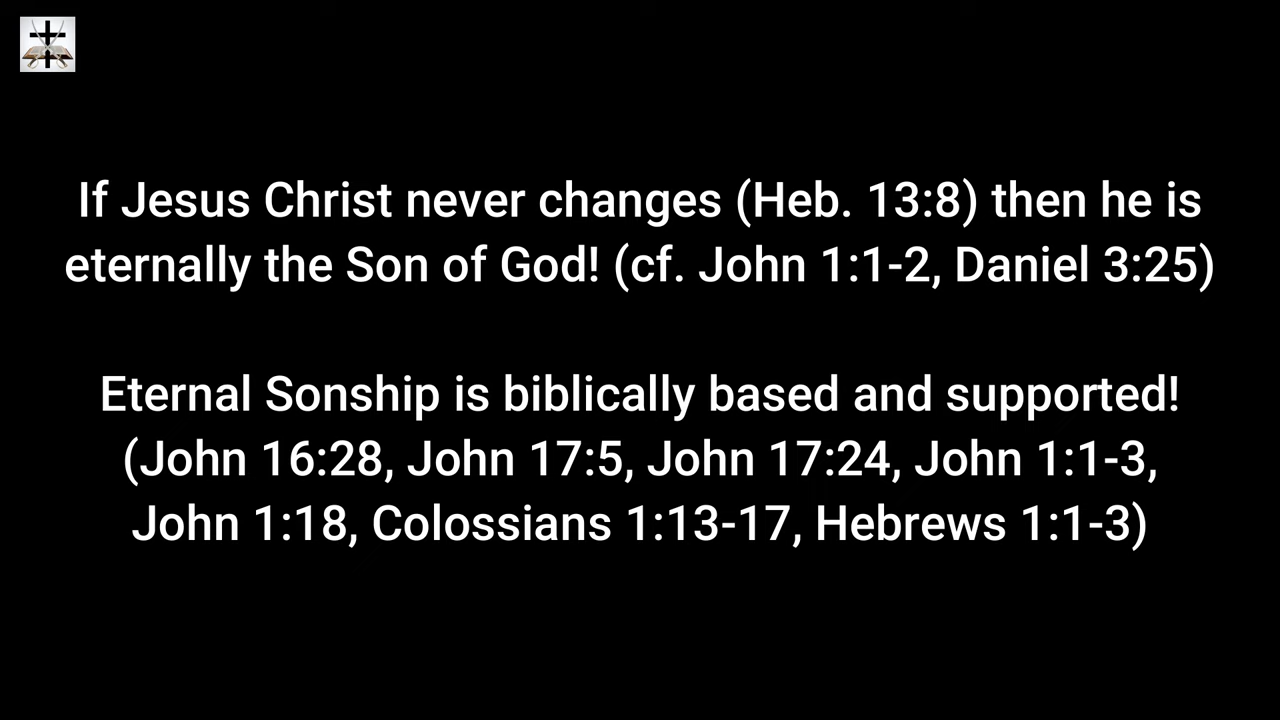 If Jesus Christ never changes (Heb. 13:8) then he is
eternally the Son of God! (cf. John 1:1-2, Daniel 3:25)
Eternal Sonship is biblically based and supported!
(John 16:28, John 17:5, John 17:24, John 1:1-3,
John 1:18, Colossians 1:13-17, Hebrews 1:1-3)